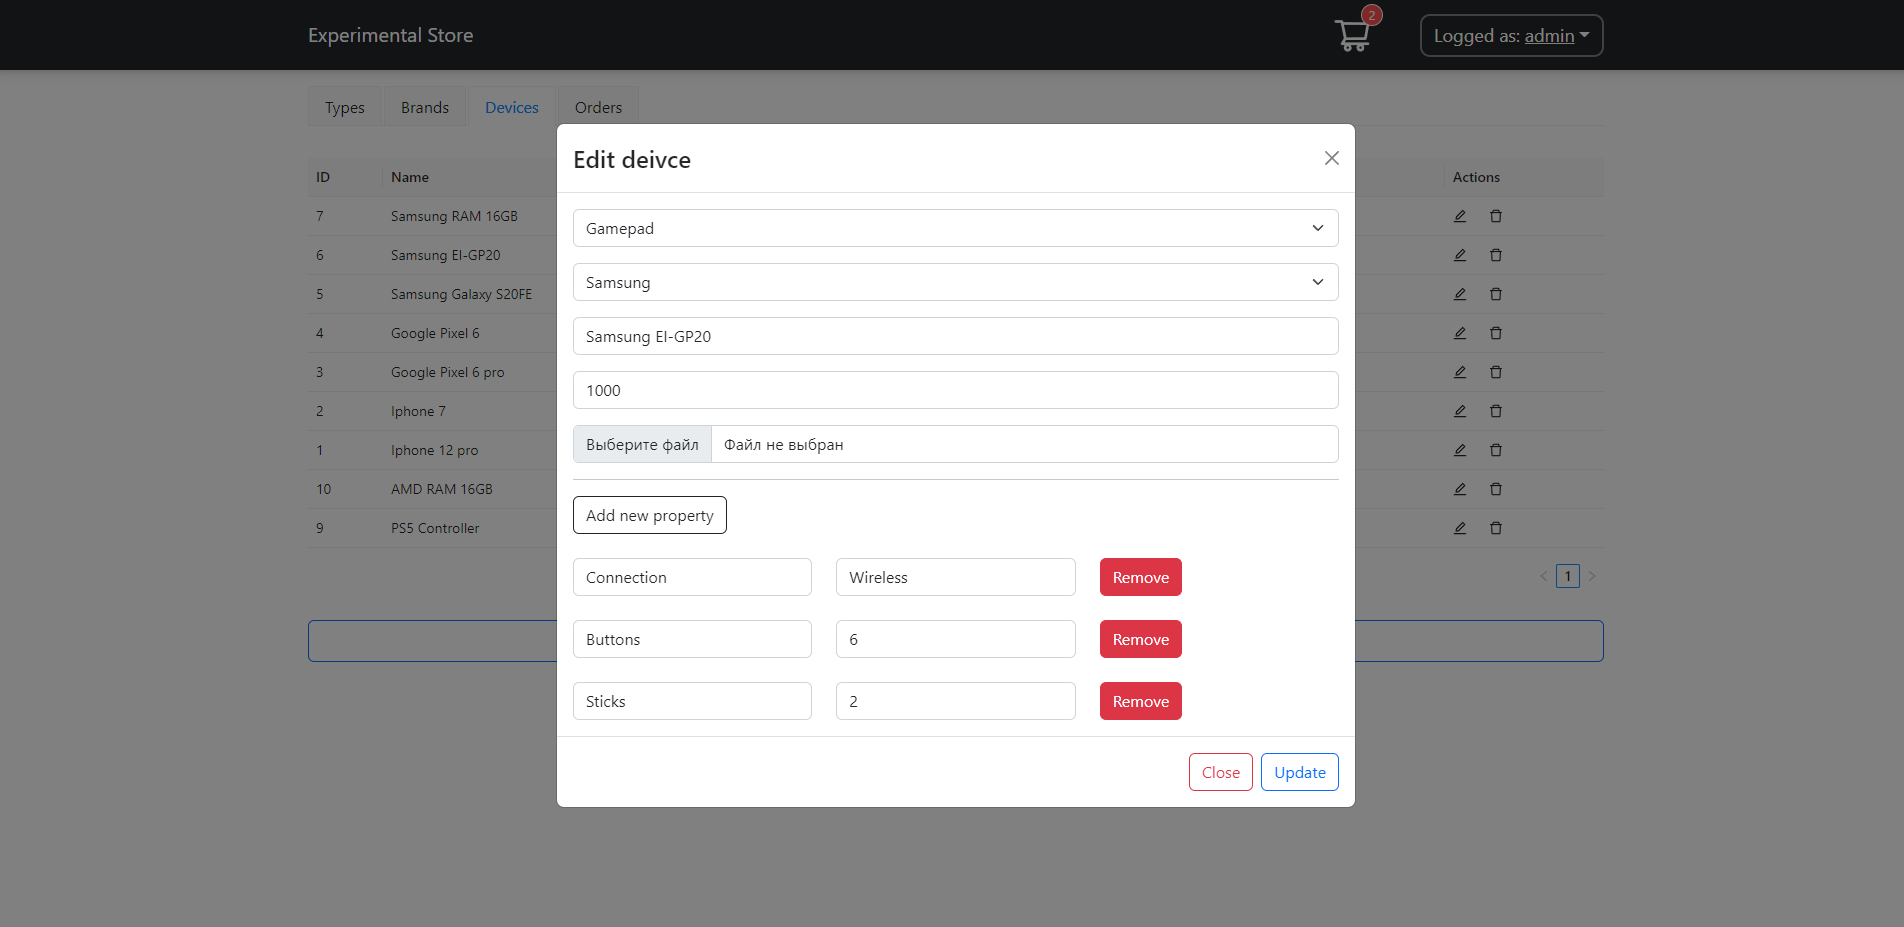 Experimental Store
2
Logged as: admin
Types Brands Devices Orders
Edit deivce
ID Name Actions
7 Samsung RAM 16GB
6 Samsung EI-GP20
5 Samsung Galaxy S20FE
4 Google Pixel 6
3 Google Pixel 6 pro
2 Iphone 7
1 Iphone 12 pro
10 AMD RAM 16GB
9 PS5 Controller
1
Gamepad
Samsung
Samsung EI-GP20
1000
Выберите файл Файл не выбран
Add new property
Connection Wireless Remove
Buttons 6 Remove
Sticks 2 Remove
Close Update